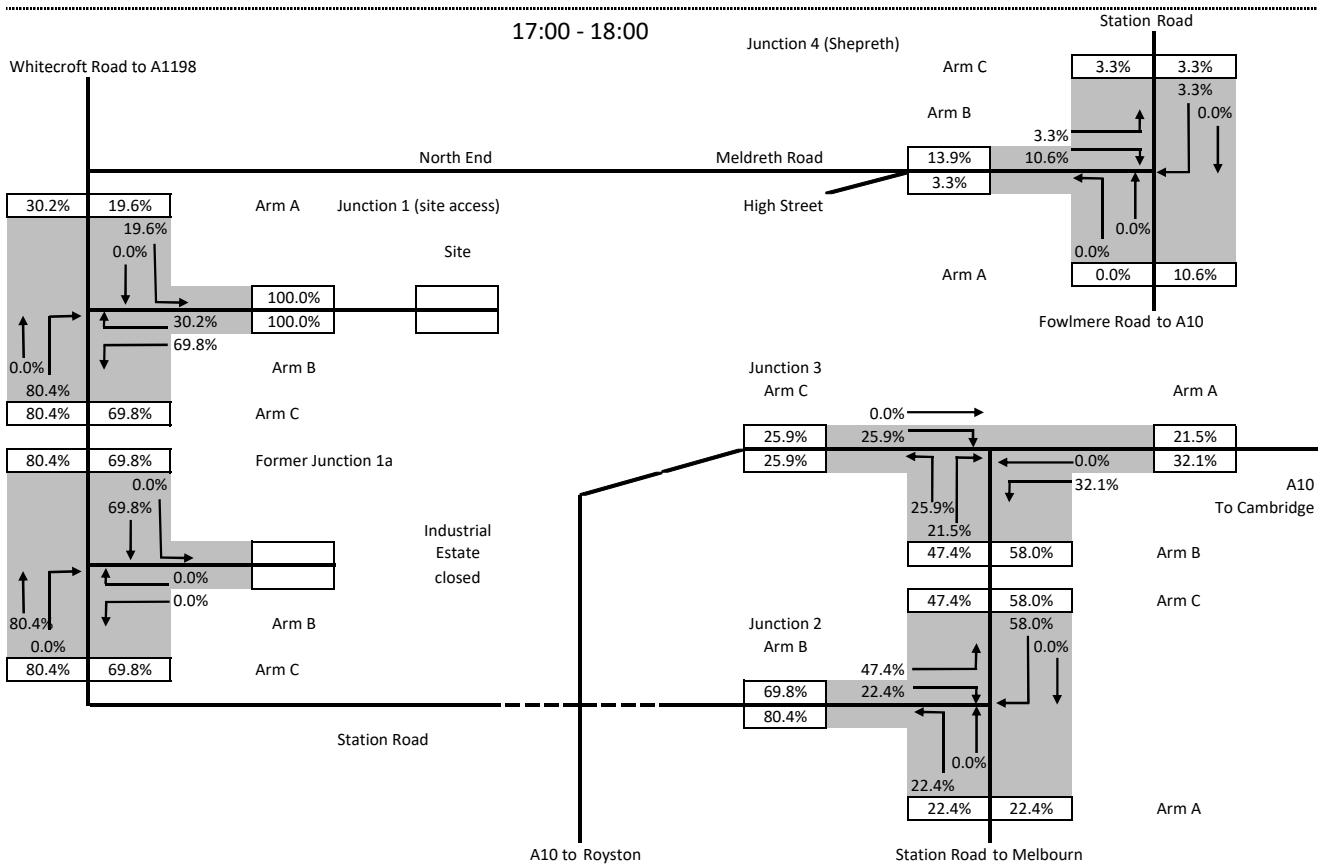 17:00 - 18:00
Station Road
Junction 4 (Shepreth)
Whitecroft Road to A1198
Arm C
3.3% 3.3%
3.3%
0.0%
Arm B
3.3%
North End
Meldreth Road
13.9% 10.6%
3.3%
30.2% 19.6%
Arm A
Junction 1 (site access)
High Street
19.6%
0.0%
0.0%
0.0%
Site
Arm A
0.0% 10.6%
100.0%
100.0%
30.2%
69.8%
Fowlmere Road to A10
0.0%
80.4%
Arm B
Junction 3
Arm C
Arm A
80.4% 69.8%
Arm C
0.0%
25.9% 25.9%
25.9%
21.5%
32.1%
80.4% 69.8%
Former Junction 1a
0.0%
32.1%
A10
To Cambridge
0.0%
69.8%
25.9%
21.5%
Industrial
Estate
closed
47.4% 58.0%
Arm B
0.0%
0.0%
47.4% 58.0%
Arm C
80.4%
0.0%
Arm B
Junction 2
Arm B
58.0%
0.0%
80.4% 69.8%
Arm C
47.4%
69.8% 22.4%
80.4%
Station Road
0.0%
22.4%
22.4% 22.4%
Arm A
A10 to Royston
Station Road to Melbourn